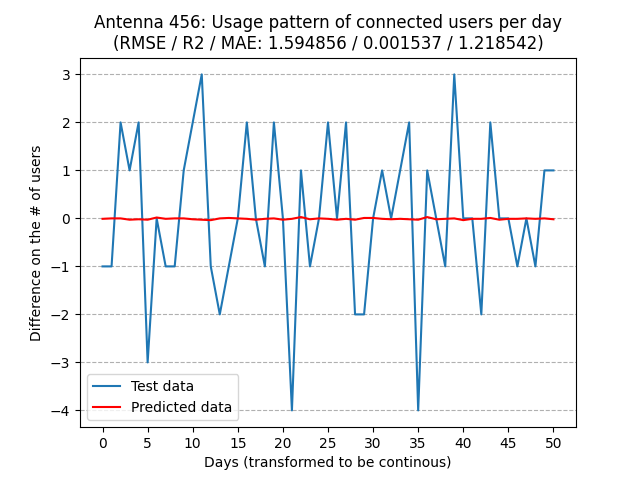 Antenna 456: Usage pattern of connected users per day
(RMSE / R2 / MAE: 1.594856 / 0.001537 / 1.218542)
Difference on the # of users
3
2
1
0
−1
−2
−3
−4
Test data
Predicted data
0 5 10 15 20 25 30 35 40 45 50
Days (transformed to be continous)